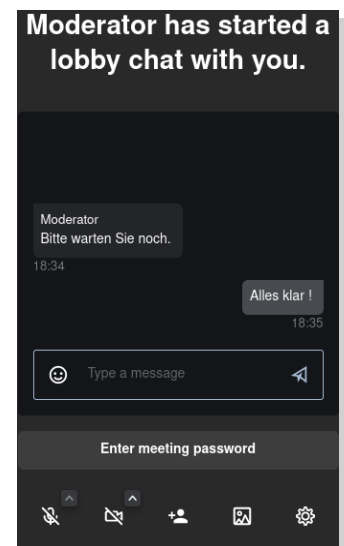 Moderator has started a
lobby chat with you.
Moderator
Bitte warten Sie noch.
18:34
Alles klar !
18:35
Type a message
Enter meeting password